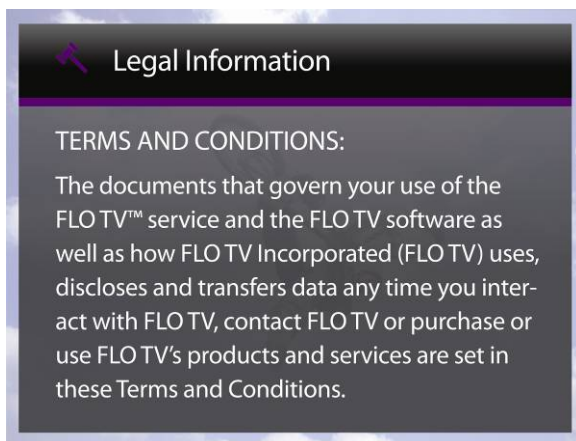 Legal Information
TERMS AND CONDITIONS:
The documents that govern your use of the
FLO TV™ service and the FLO TV software as
well as how FLO TV Incorporated (FLO TV) uses,
discloses and transfers data any time you inter-
act with FLO TV, contact FLO TV or purchase or
use FLO TV’s products and services are set in
these Terms and Conditions.